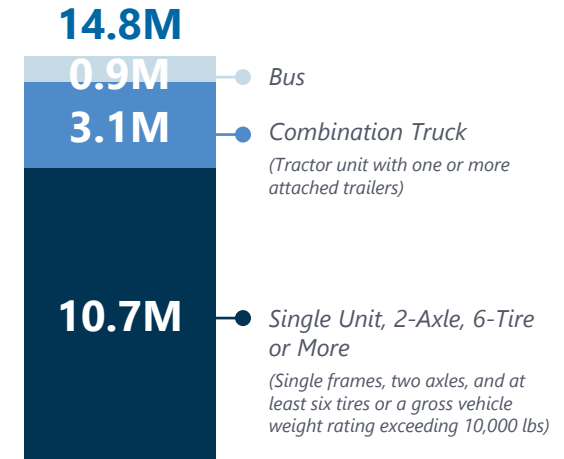 14.8M
0.9M
Bus
3.1M
Combination Truck
(Tractor unit with one or more
attached trailers)
10.7M
Single Unit, 2-Axle, 6-Tire
or More
(Single frames, two axles, and at
least six tires or a gross vehicle
weight rating exceeding 10,000 lbs)